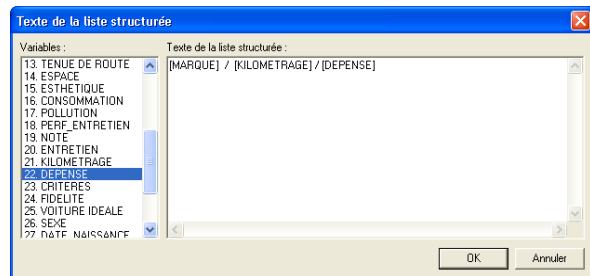 Texte de la liste structurée
Variables :
Texte de la liste structurée :
13. TENUE DE ROUTE
14. ESPACE
15. ESTHETIQUE
16. CONSOMMATION
17. POLLUTION
18. PERF_ENTRETIEN
19. NOTE
20. ENTRETIEN
21. KILOMETRAGE
22. DEPENSE
23. CRITERES
24. FIDELITE
25. VOITURE IDEALE
26. SEXE
27. DATE_NAISSANCE
[MARQUE] / [KILOMETRAGE] / [DEPENSE]
OK
Annuler